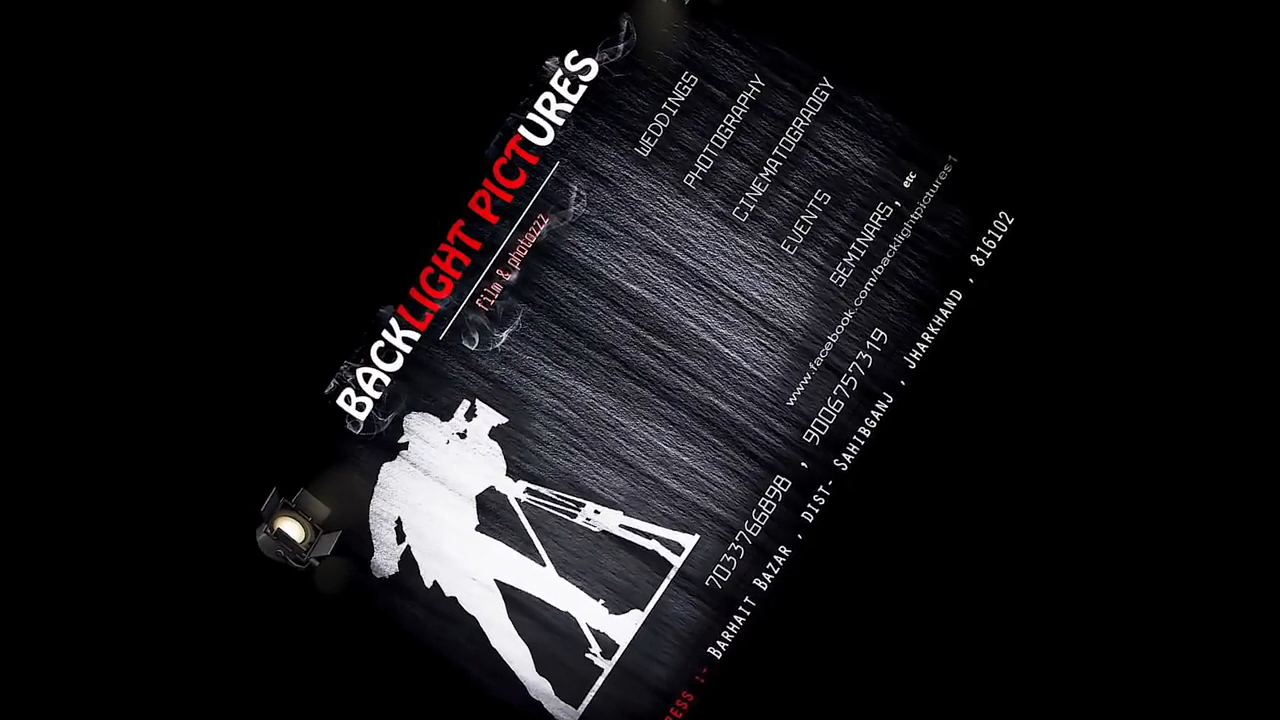 BACKLIGHT PICTURES
film & photozzz
WEDDINGS
PHOTOGRAPHY
CINEMATOGRAOGY
EVENTS
SEMINARS, etc
www.facebook.com/backlightpictures1
7033766898 , 9006757319
RESS :- BARHAIT BAZAR , DIST- SAHIBGANJ , JHARKHAND , 816102